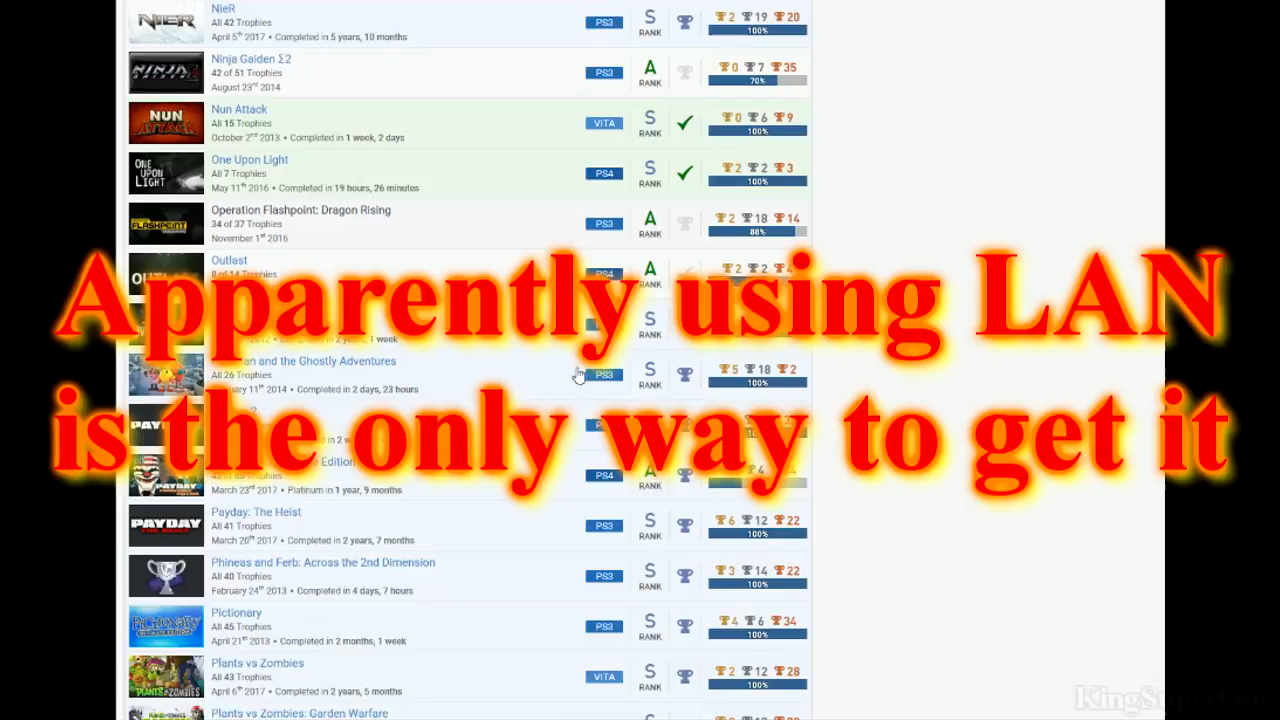 NieR
All 42 Trophies
April 5th 2017 • Completed in 5 years, 10 months
PS3
S
RANK
2 19 20
100%
Ninja Gaiden Σ2
42 of 51 Trophies
August 23rd 2014
PS3
A
RANK
0 7 35
70%
Nun Attack
All 15 Trophies
October 2nd 2013 • Completed in 1 week, 2 days
VITA
S
RANK
0 6 9
100%
One Upon Light
All 7 Trophies
May 11th 2016 • Completed in 19 hours, 26 minutes
PS4
S
RANK
2 2 3
100%
Operation Flashpoint: Dragon Rising
34 of 37 Trophies
November 1st 2016
PS3
A
RANK
2 18 14
88%
Outlast
PS4
A
RANK
2 2
Apparently using LAN
is the only way to get it
S
RANK
and the Ghostly Adventures
All 26 Trophies
11th 2014 • Completed in 2 days, 23 hours
PS3
S
RANK
5 18 2
100%
Edition
March 23rd 2017 • Platinum in 1 year, 9 months
PS4
A
RANK
Payday: The Heist
All 41 Trophies
March 20th 2017 • Completed in 2 years, 7 months
PS3
S
RANK
6 12 22
100%
Phineas and Ferb: Across the 2nd Dimension
All 40 Trophies
February 24th 2013 • Completed in 4 days, 7 hours
PS3
S
RANK
3 14 22
100%
Pictionary
All 45 Trophies
April 21th 2013 • Completed in 2 months, 1 week
PS3
S
RANK
4 6 34
100%
Plants vs Zombies
All 43 Trophies
April 6th 2017 • Completed in 2 years, 5 months
VITA
S
RANK
2 12 28
100%
Plants vs Zombies: Garden Warfare